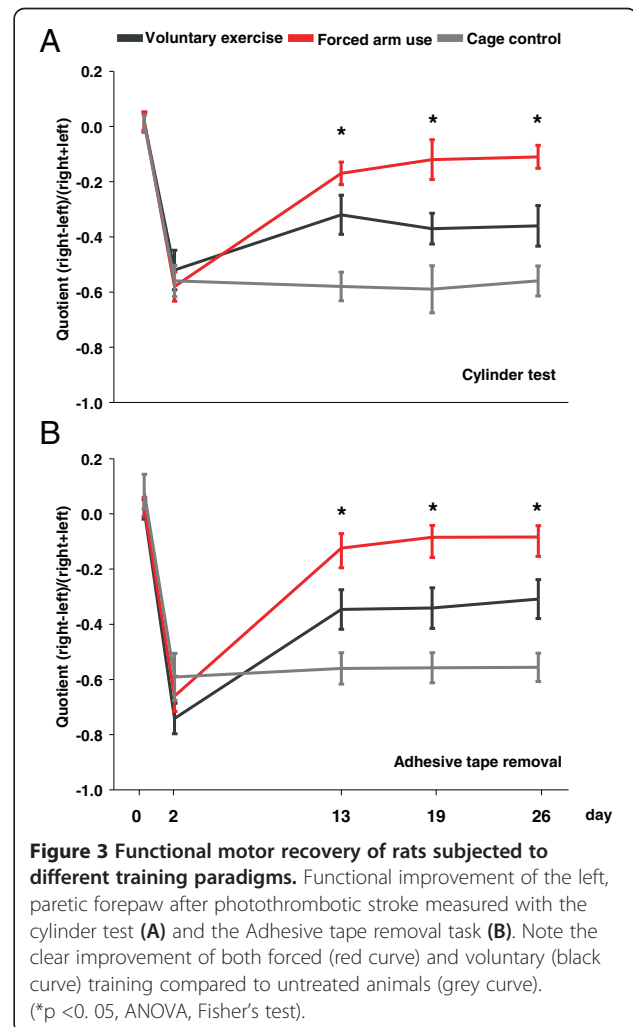 A
Voluntary exercise Forced arm use Cage control
0.2
0.0
-0.2
-0.4
-0.6
-0.8
-1.0
Quotient (right-left)/(right+left)
* * *
Cylinder test
B
0.2
0.0
-0.2
-0.4
-0.6
-0.8
-1.0
Quotient (right-left)/(right+left)
* * *
Adhesive tape removal
0 2 13 19 26 day
Figure 3 Functional motor recovery of rats subjected to
different training paradigms. Functional improvement of the left,
paretic forepaw after photothrombotic stroke measured with the
cylinder test (A) and the Adhesive tape removal task (B). Note the
clear improvement of both forced (red curve) and voluntary (black
curve) training compared to untreated animals (grey curve).
(*p <0. 05, ANOVA, Fisher's test).